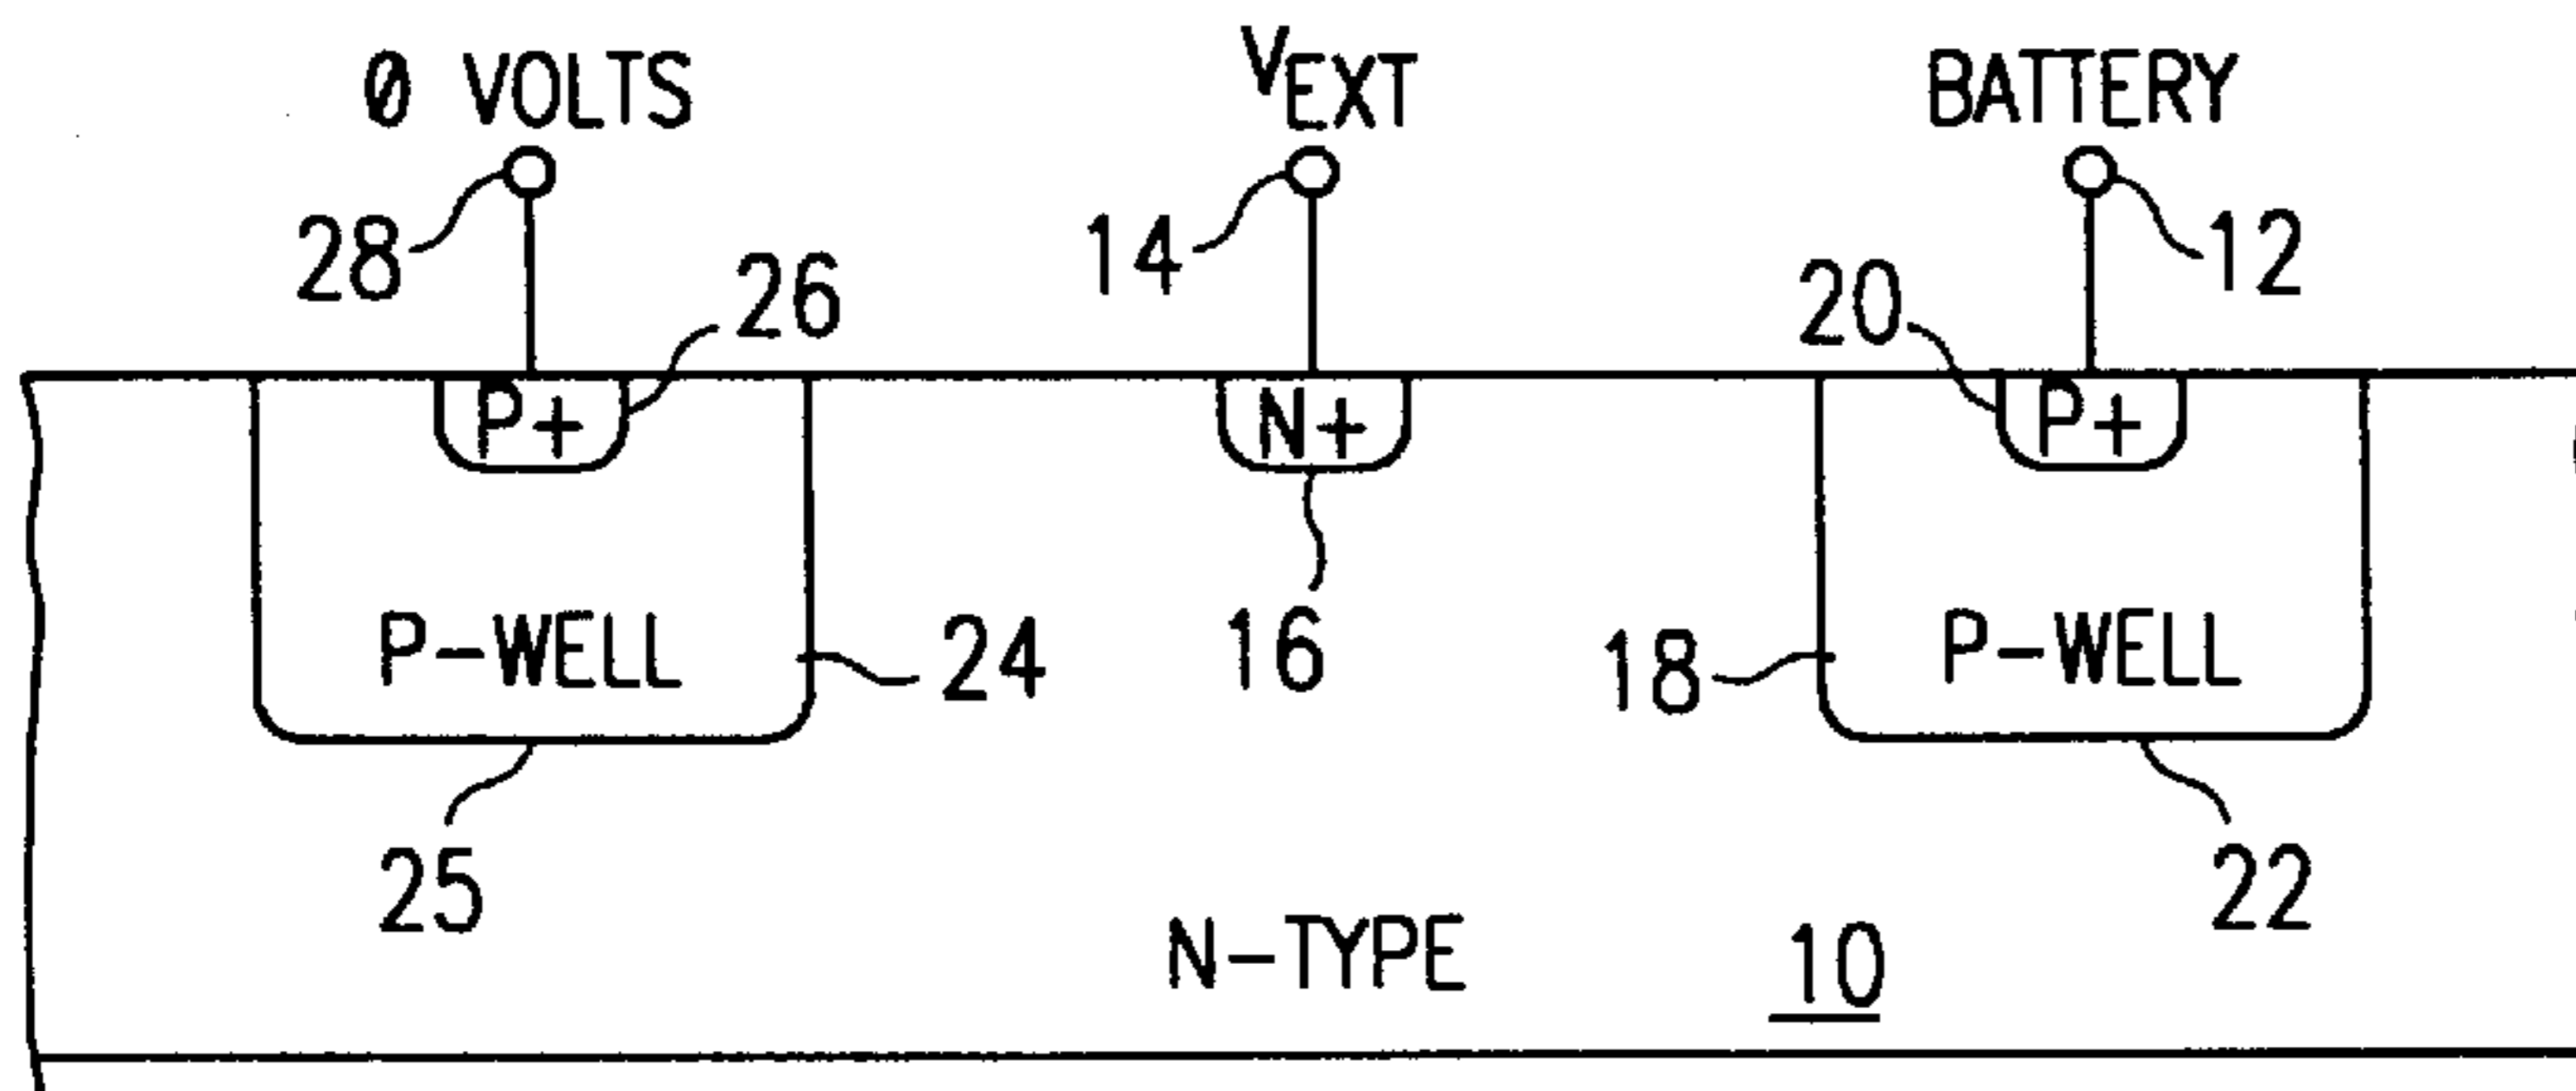 0 VOLTS
VEXT
BATTERY
28
14
12
26
20
P+
N+
P+
P-WELL
24
16
18
P-WELL
25
22
N-TYPE
10